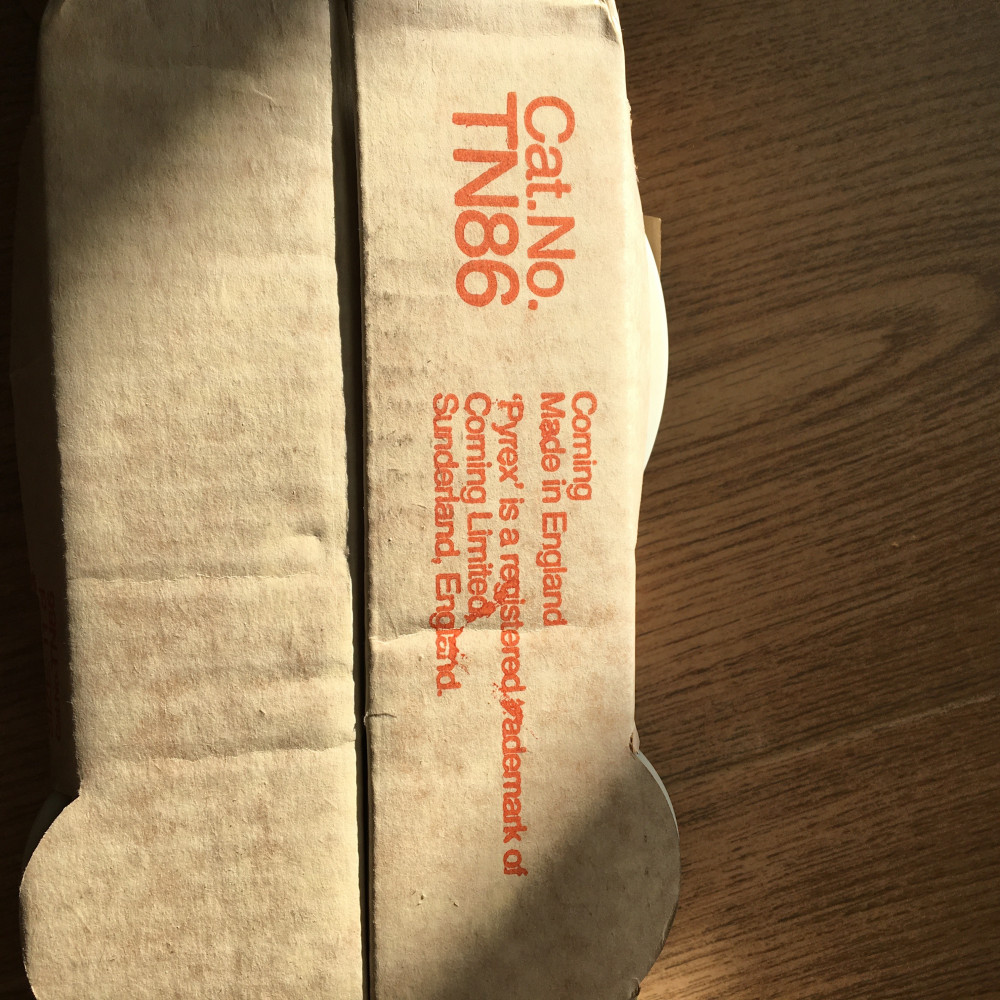 Cat.No.
TN86
Corning
Made in England
'Pyrex' is a registered trademark of
Corning Limited,
Sunderland, England.